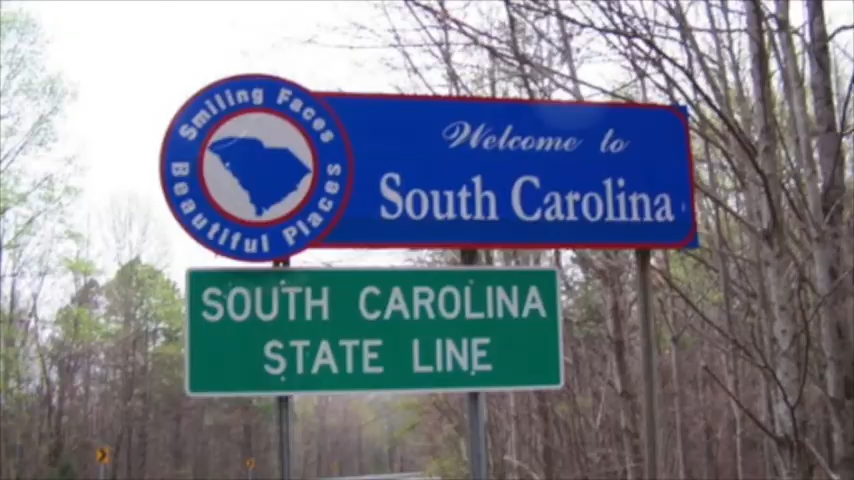 Smiling Faces
Beautiful Places
Welcome to
South Carolina
SOUTH CAROLINA
STATE LINE